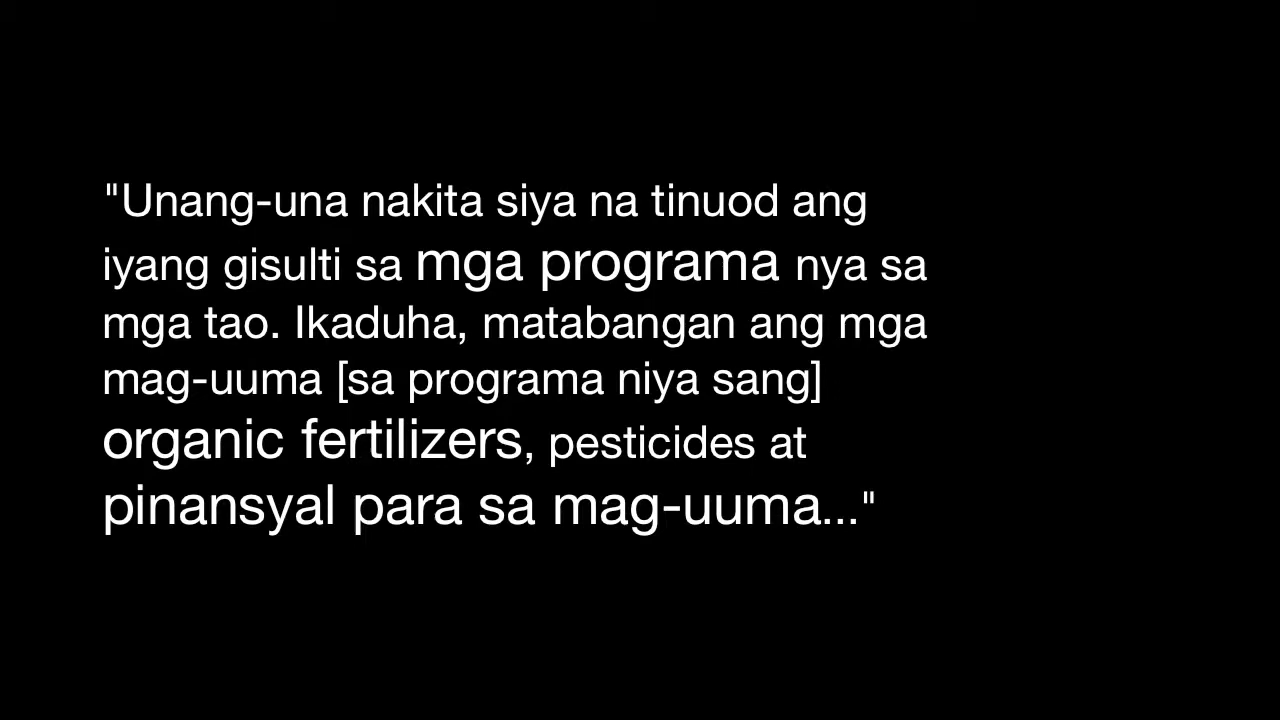 "Unang-una nakita siya na tinuod ang
iyang gisulti sa mga programa nya sa
mga tao. Ikaduha, matabangan ang mga
mag-uuma [sa programa niya sang]
organic fertilizers, pesticides at
pinansyal para sa mag-uuma..."